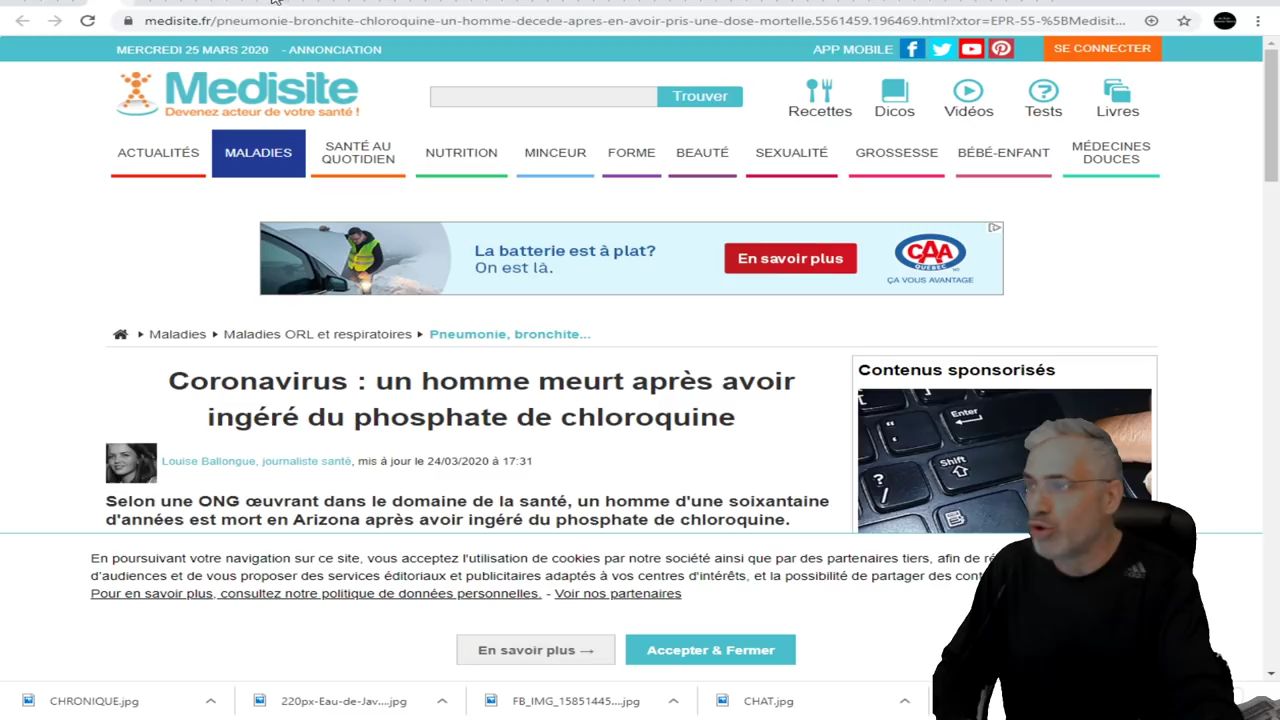 medisite.fr/pneumonie-bronchite-chloroquine-un-homme-decede-apres-en-avoir-pris-une-dose-mortelle.5561459.196469.html?xtor=EPR-55-%5BMedisit...
MERCREDI 25 MARS 2020 - ANNONCIATION
APP MOBILE
SE CONNECTER
Medisite
Devenez acteur de votre santé !
Trouver
Recettes
Dicos
Vidéos
Tests
Livres
ACTUALITÉS
MALADIES
SANTÉ AU
QUOTIDIEN
NUTRITION
MINCEUR
FORME
BEAUTÉ
SEXUALITÉ
GROSSESSE
BÉBÉ-ENFANT
MÉDECINES
DOUCES
La batterie est à plat?
On est là.
En savoir plus
CAA
QUÉBEC
ÇA VOUS AVANTAGE
Maladies
Maladies ORL et respiratoires
Pneumonie, bronchite...
Coronavirus : un homme meurt après avoir
ingéré du phosphate de chloroquine
Louise Ballongue, journaliste santé, mis à jour le 24/03/2020 à 17:31
Selon une ONG œuvrant dans le domaine de la santé, un homme d'une soixantaine
d'années est mort en Arizona après avoir ingéré du phosphate de chloroquine.
Contenus sponsorisés
Enter
Shift
?
/
En poursuivant votre navigation sur ce site, vous acceptez l'utilisation de cookies par notre société ainsi que par des partenaires tiers, afin de
d'audiences et de vous proposer des services éditoriaux et publicitaires adaptés à vos centres d'intérêts, et la possibilité de partager des
Pour en savoir plus, consultez notre politique de données personnelles. - Voir nos partenaires
En savoir plus →
Accepter & Fermer
CHRONIQUE.jpg
220px-Eau-de-Jav....jpg
FB_IMG_15851445....jpg
CHAT.jpg